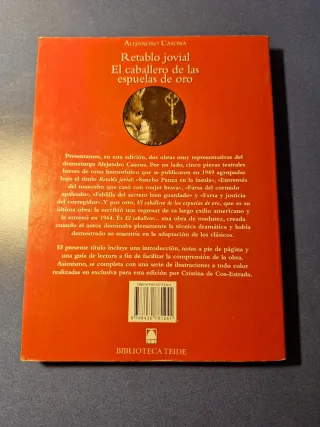 Alejandro Casona
Retablo jovial
El caballero de las
espuelas de oro
Presentamos, en esta edición, dos obras muy representativas del
dramaturgo Alejandro Casona. Por un lado, cinco piezas teatrales
breves de tono humorístico que se publicaron en 1949 agrupadas
bajo el título Retablo jovial: «Sancho Panza en la ínsula», «Entremés
del mancebo que casó con mujer brava», «Farsa del cornudo
apaleado», «Fablilla del secreto bien guardado» y «Farsa y justicia
del corregidor». Y por otro, El caballero de las espuelas de oro, que es su
última obra: la escribió tras regresar de su largo exilio americano y
la estrenó en 1964. Es El caballero... una obra de madurez, creada
cuando el autor dominaba plenamente la técnica dramática y había
demostrado su maestría en la adaptación de los clásicos.
El presente título incluye una introducción, notas a pie de página y
una guía de lectura a fin de facilitar la comprensión de la obra.
Asimismo, se completa con una serie de ilustraciones a todo color
realizadas en exclusiva para esta edición por Cristina de Cos-Estrada.
BIBLIOTECA TEIDE